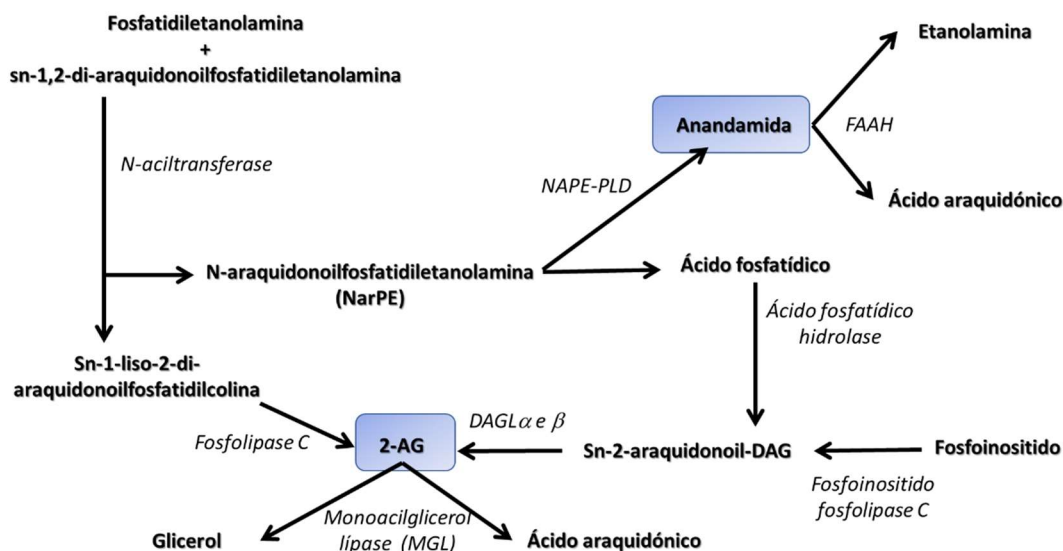 Fosfatidiletanolamina
+
sn-1,2-di-araquidonoilfosfatidiletanolamina
Etanolamina
Anandamida
FAAH
N-aciltransferase
NAPE-PLD
Ácido araquidónico
N-araquidonoilfosfatidiletanolamina
(NarPE)
Ácido fosfatídico
Ácido fosfatídico
hidrolase
Sn-1-liso-2-di-
araquidonoilfosfatidilcolina
Fosfolipase C
2-AG
DAGLα e β
Sn-2-araquidonoil-DAG
Fosfoinositido
Fosfoinositido
fosfolipase C
Monoacilglicerol
lípase (MGL)
Glicerol
Ácido araquidónico